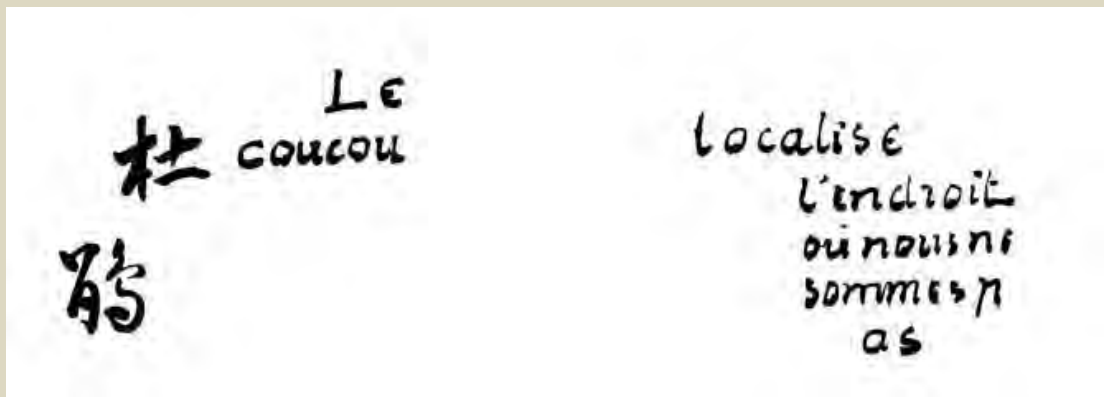 杜
鹃
Le
coucou
localise
l'endroit
où nous ne
sommes p
as